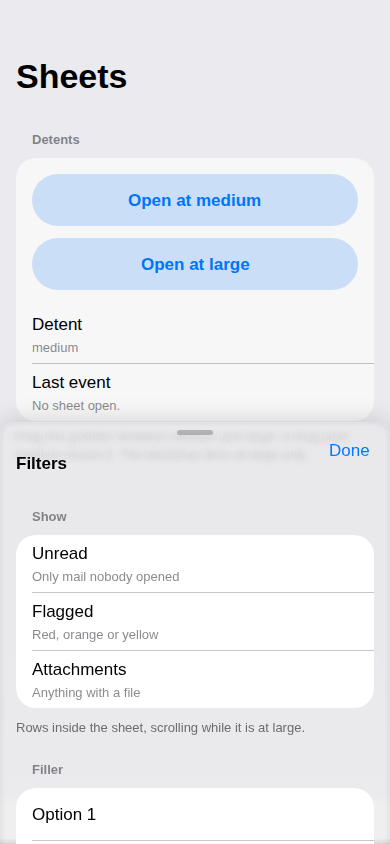 Sheets
Detents
Open at medium
Open at large
Detent
medium
Last event
No sheet open.
Done
Filters
Show
Unread
Only mail nobody opened
Flagged
Red, orange or yellow
Attachments
Anything with a file
Rows inside the sheet, scrolling while it is at large.
Filler
Option 1